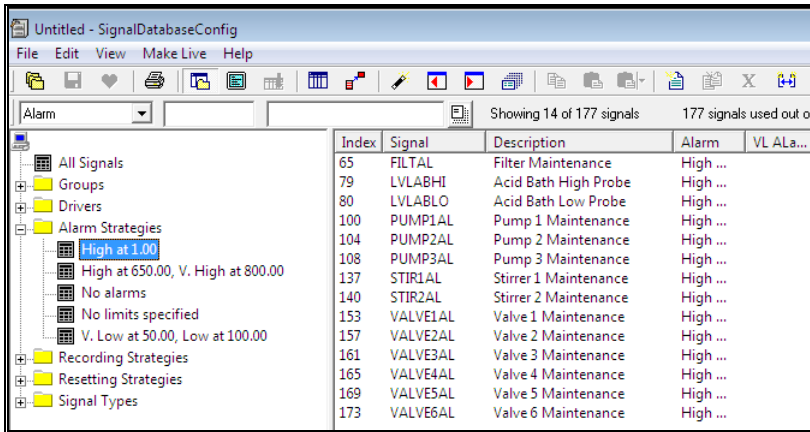 Untitled - SignalDatabaseConfig
File Edit View Make Live Help
Alarm Showing 14 of 177 signals 177 signals used out o
All Signals
Groups
Drivers
Alarm Strategies
High at 1.00
High at 650.00, V. High at 800.00
No alarms
No limits specified
V. Low at 50.00, Low at 100.00
Recording Strategies
Resetting Strategies
Signal Types
Index Signal Description Alarm VL ALa...
65 FILTAL Filter Maintenance High ...
79 LVLABHI Acid Bath High Probe High ...
80 LVLABLO Acid Bath Low Probe High ...
100 PUMP1AL Pump 1 Maintenance High ...
104 PUMP2AL Pump 2 Maintenance High ...
108 PUMP3AL Pump 3 Maintenance High ...
137 STIR1AL Stirrer 1 Maintenance High ...
140 STIR2AL Stirrer 2 Maintenance High ...
153 VALVE1AL Valve 1 Maintenance High ...
157 VALVE2AL Valve 2 Maintenance High ...
161 VALVE3AL Valve 3 Maintenance High ...
165 VALVE4AL Valve 4 Maintenance High ...
169 VALVE5AL Valve 5 Maintenance High ...
173 VALVE6AL Valve 6 Maintenance High ...